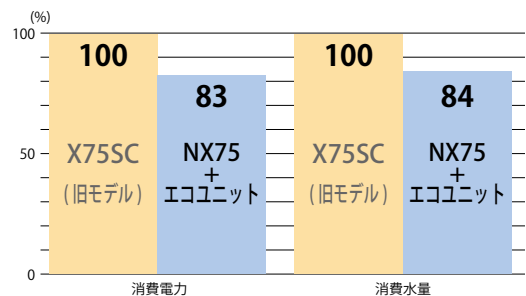 (%)
100
50
0
100
X75SC
(旧モデル)
83
NX75
+
エコユニット
100
X75SC
(旧モデル)
84
NX75
+
エコユニット
消費電力
消費水量